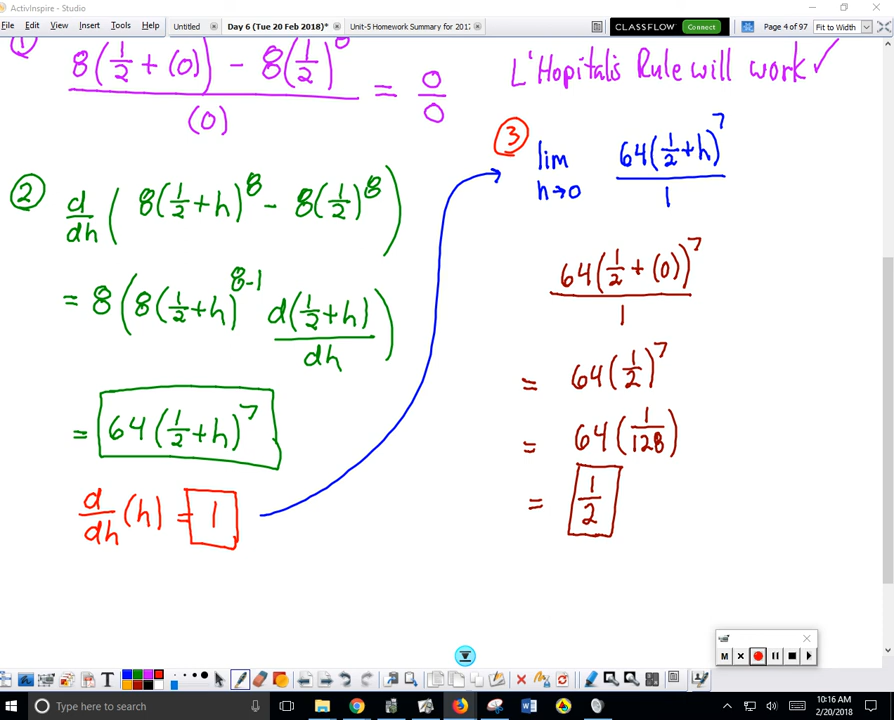 ActivInspire - Studio
Edit View Insert Tools Help
Untitled Day 6 (Tue 20 Feb 2018)* Unit-5 Homework Summary for 2017 CLASSFLOW Connect Page 4 of 97 Fit to Width
①
8(1/2 + (0)) - 8(1/2)^8
(0)
= 0/0
L'Hopitalis Rule will work ✓
②
d/dh ( 8(1/2+h)^8 - 8(1/2)^8 )
= 8(8(1/2+h)^8-1 d(1/2+h)/dh)
= 64(1/2+h)^7
d/dh (h) = 1
③
lim h→0 64(1/2+h)^7/1
64(1/2+(0))^7/1
= 64(1/2)^7
= 64(1/128)
= 1/2
M
T
Type here to search
10:16 AM
2/20/2018